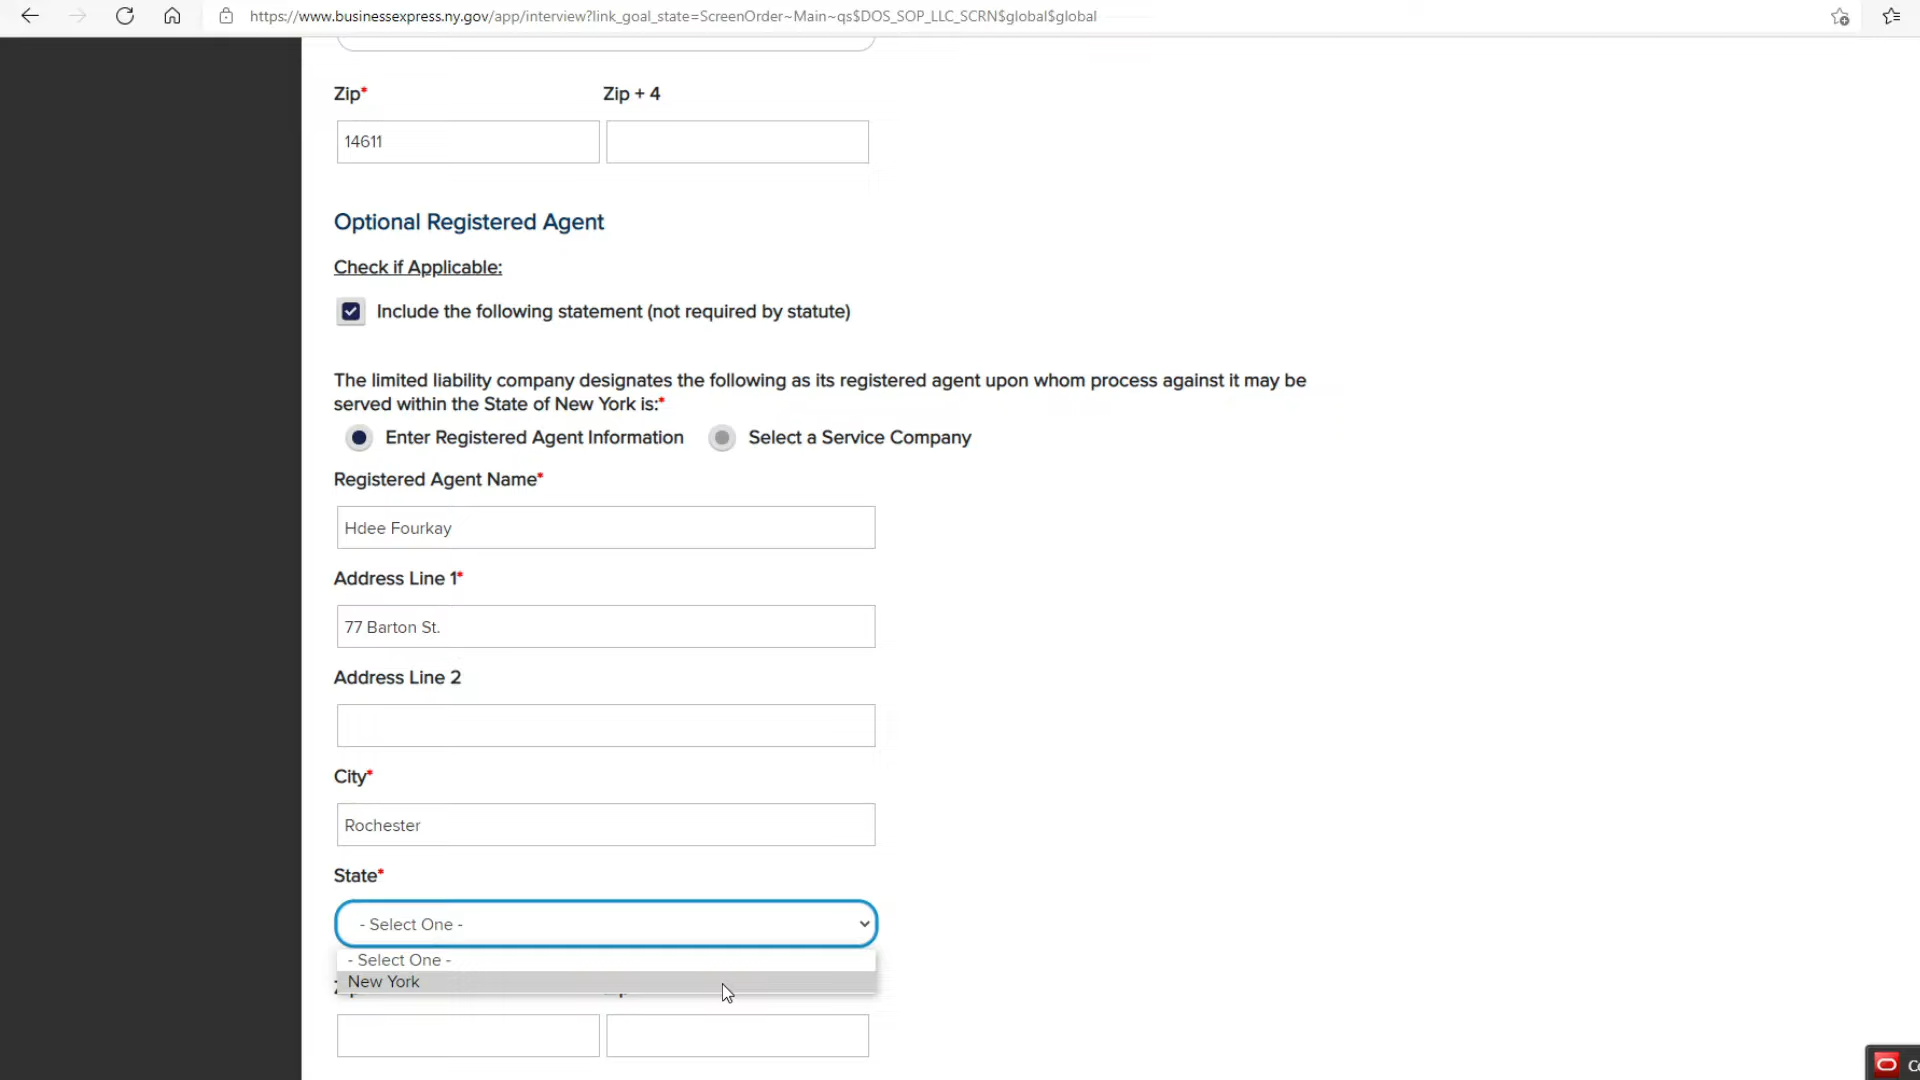 https://www.businessexpress.ny.gov/app/interview?link_goal_state=ScreenOrder~Main~qs$DOS_SOP_LLC_SCRN$global$global
Zip* Zip + 4
14611
Optional Registered Agent
Check if Applicable:
Include the following statement (not required by statute)
The limited liability company designates the following as its registered agent upon whom process against it may be
served within the State of New York is:*
Enter Registered Agent Information Select a Service Company
Registered Agent Name*
Hdee Fourkay
Address Line 1*
77 Barton St.
Address Line 2
City*
Rochester
State*
- Select One -
- Select One -
New York